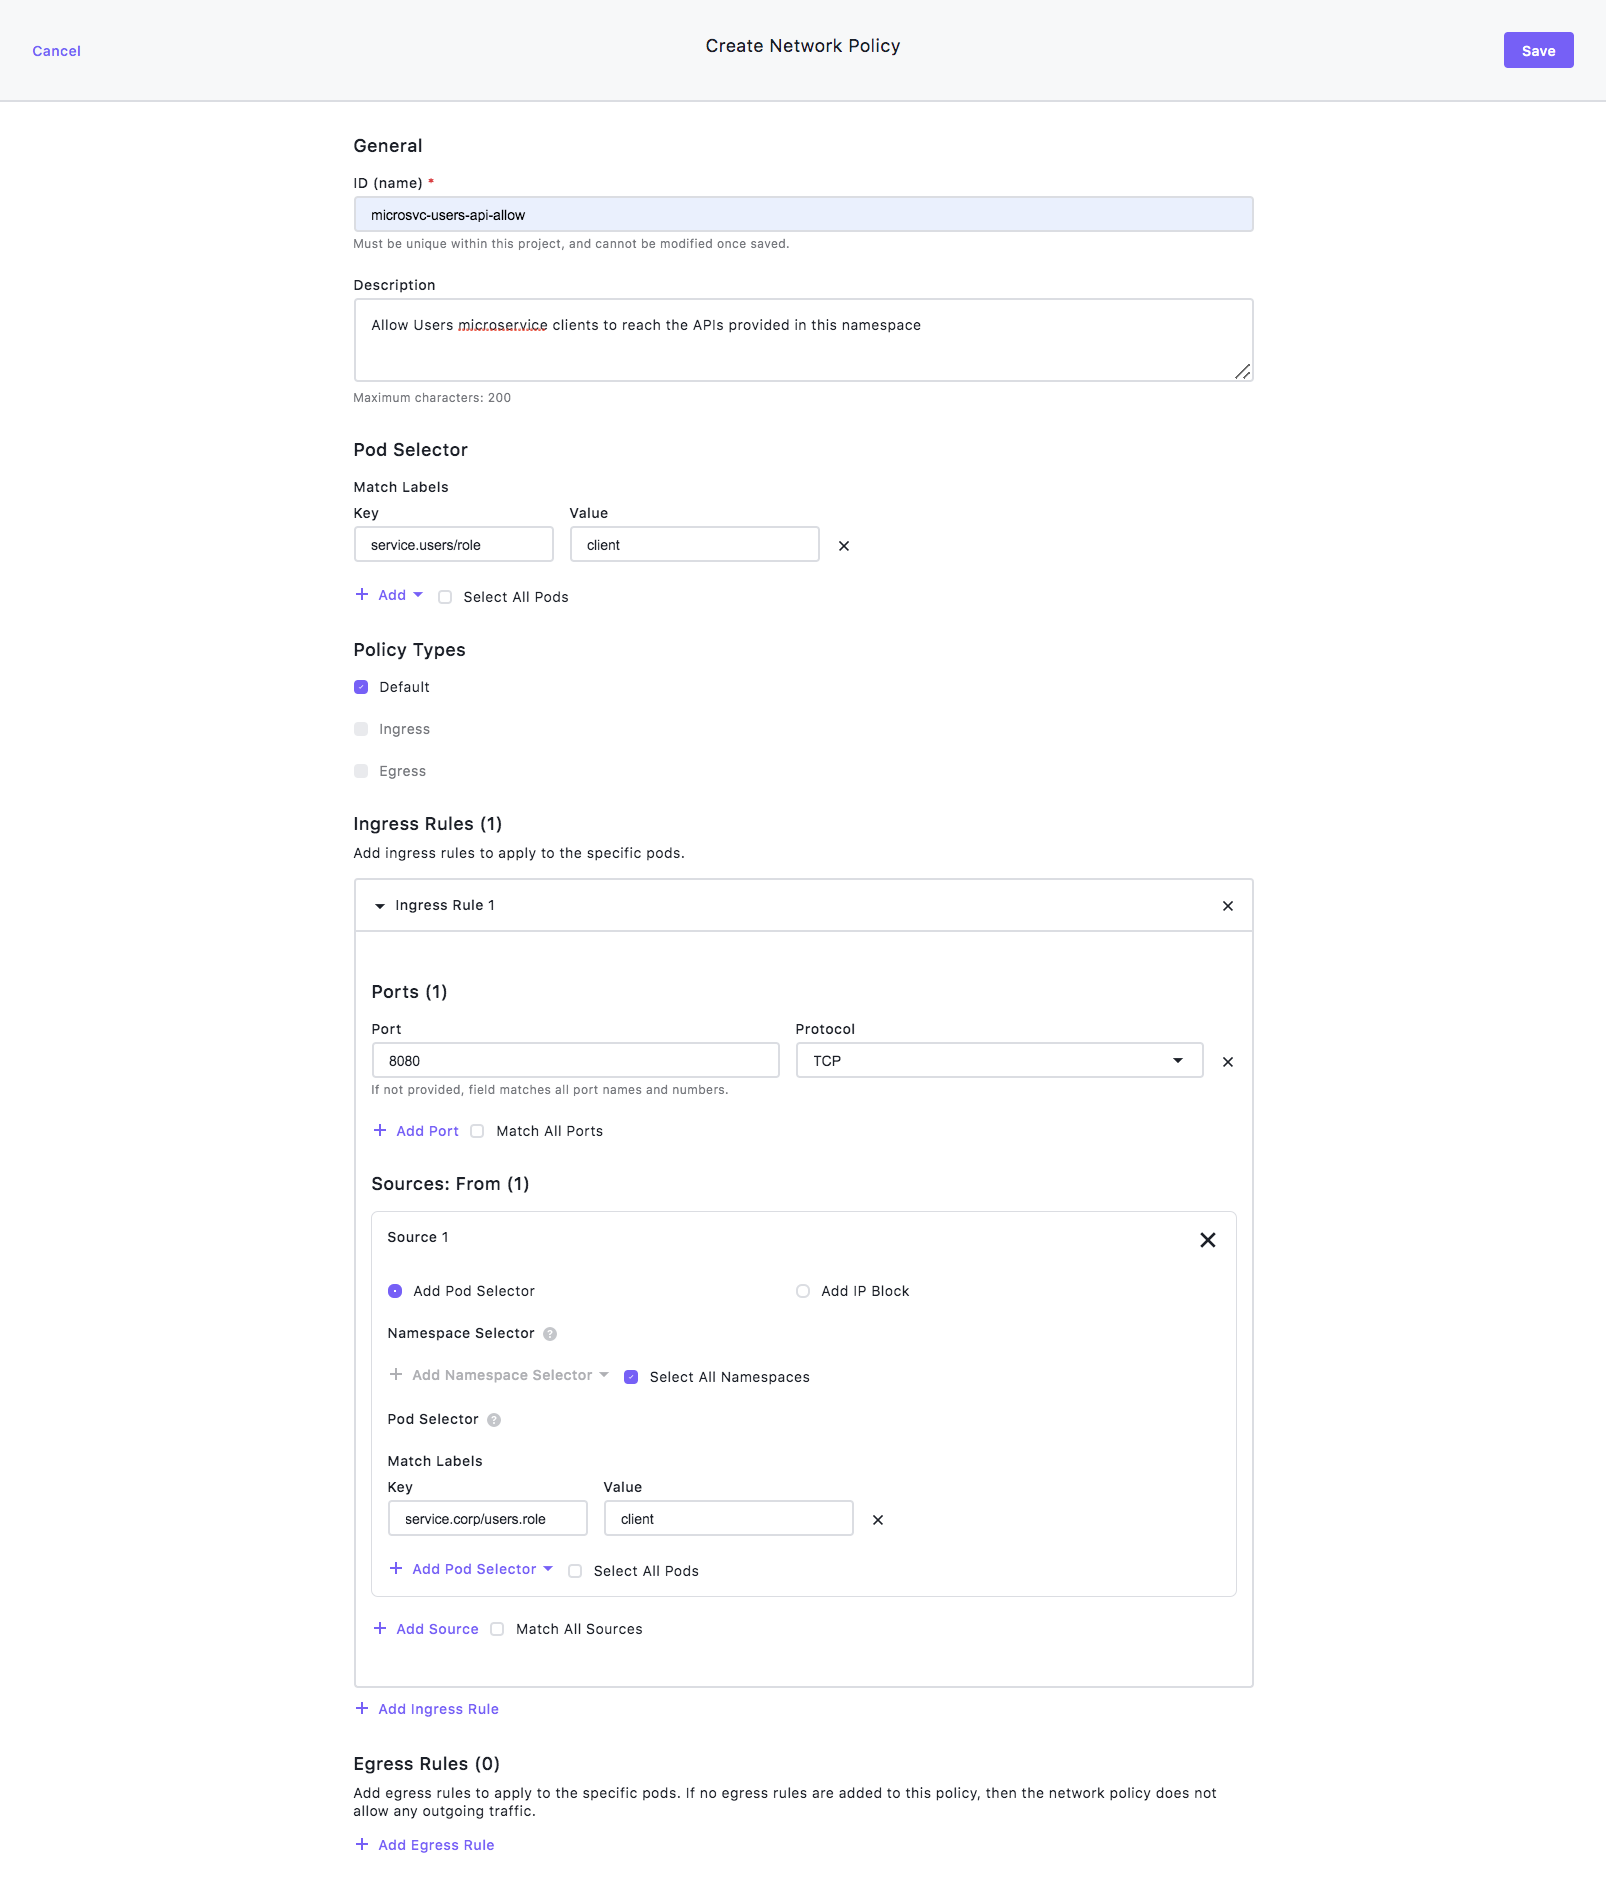 Cancel
Create Network Policy
Save
General
ID (name) *
microsvc-users-api-allow
Must be unique within this project, and cannot be modified once saved.
Description
Allow Users microservice clients to reach the APIs provided in this namespace
Maximum characters: 200
Pod Selector
Match Labels
Key Value
service.users/role client
+ Add Select All Pods
Policy Types
Default
Ingress
Egress
Ingress Rules (1)
Add ingress rules to apply to the specific pods.
Ingress Rule 1
Ports (1)
Port Protocol
8080 TCP
If not provided, field matches all port names and numbers.
+ Add Port Match All Ports
Sources: From (1)
Source 1
Add Pod Selector Add IP Block
Namespace Selector ?
+ Add Namespace Selector Select All Namespaces
Pod Selector ?
Match Labels
Key Value
service.corp/users.role client
+ Add Pod Selector Select All Pods
+ Add Source Match All Sources
+ Add Ingress Rule
Egress Rules (0)
Add egress rules to apply to the specific pods. If no egress rules are added to this policy, then the network policy does not
allow any outgoing traffic.
+ Add Egress Rule